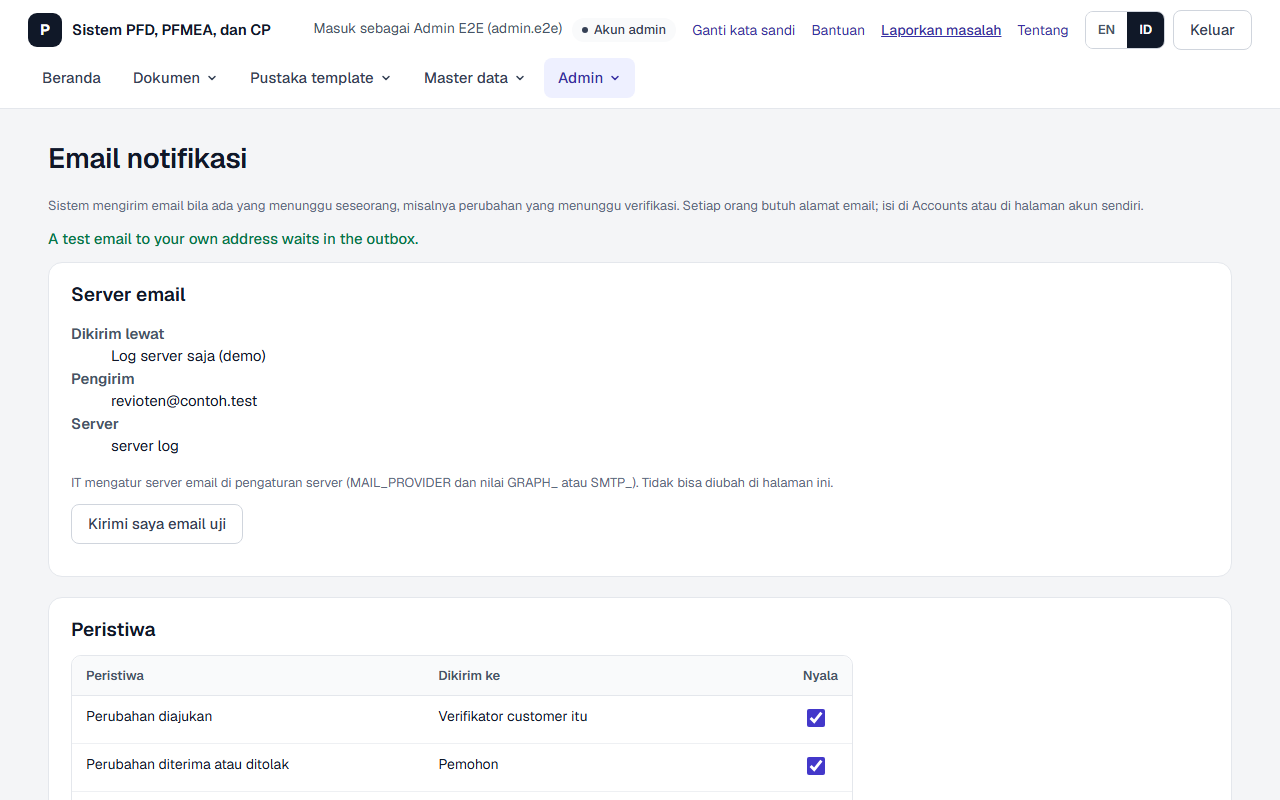 P
Sistem PFD, PFMEA, dan CP
Masuk sebagai Admin E2E (admin.e2e)
Akun admin
Ganti kata sandi
Bantuan
Laporkan masalah
Tentang
EN
ID
Keluar
Beranda
Dokumen
Pustaka template
Master data
Admin
Email notifikasi
Sistem mengirim email bila ada yang menunggu seseorang, misalnya perubahan yang menunggu verifikasi. Setiap orang butuh alamat email; isi di Accounts atau di halaman akun sendiri.
A test email to your own address waits in the outbox.
Server email
Dikirim lewat
Log server saja (demo)
Pengirim
revioten@contoh.test
Server
server log
IT mengatur server email di pengaturan server (MAIL_PROVIDER dan nilai GRAPH_ atau SMTP_). Tidak bisa diubah di halaman ini.
Kirimi saya email uji
Peristiwa
Peristiwa Dikirim ke Nyala
Perubahan diajukan Verifikator customer itu
Perubahan diterima atau ditolak Pemohon